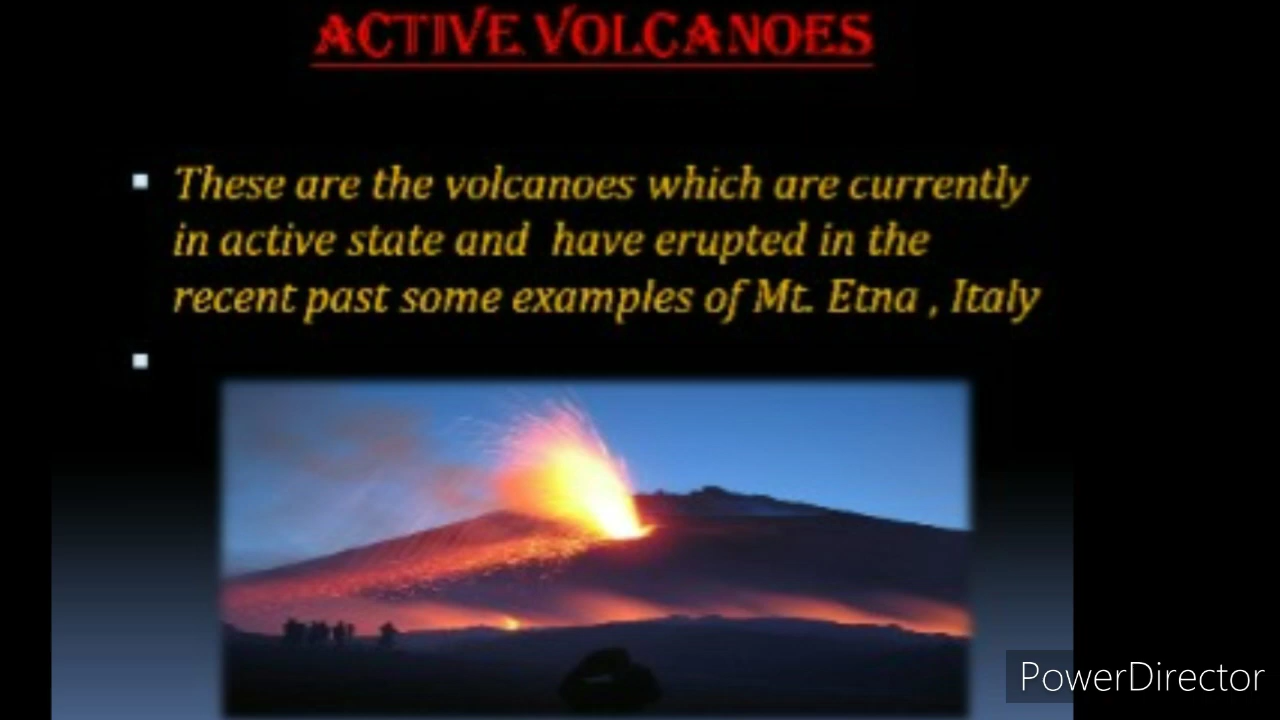 ACTIVE VOLCANOES
These are the volcanoes which are currently
in active state and have erupted in the
recent past some examples of Mt. Etna , Italy
PowerDirector